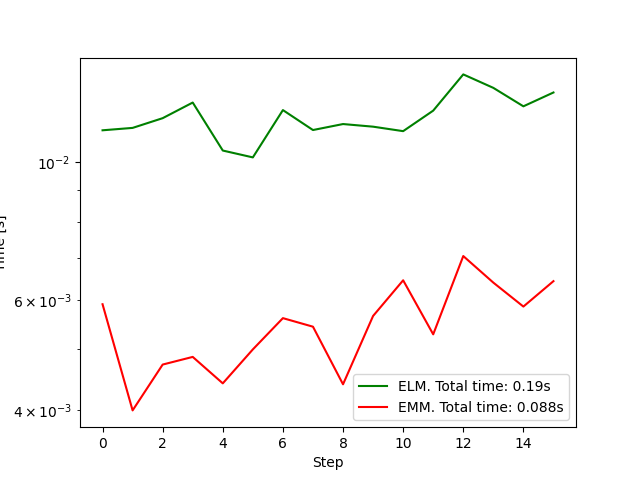 10⁻²
6 × 10⁻³
4 × 10⁻³
[s]
0 2 4 6 8 10 12 14
Step
ELM. Total time: 0.19s
EMM. Total time: 0.088s